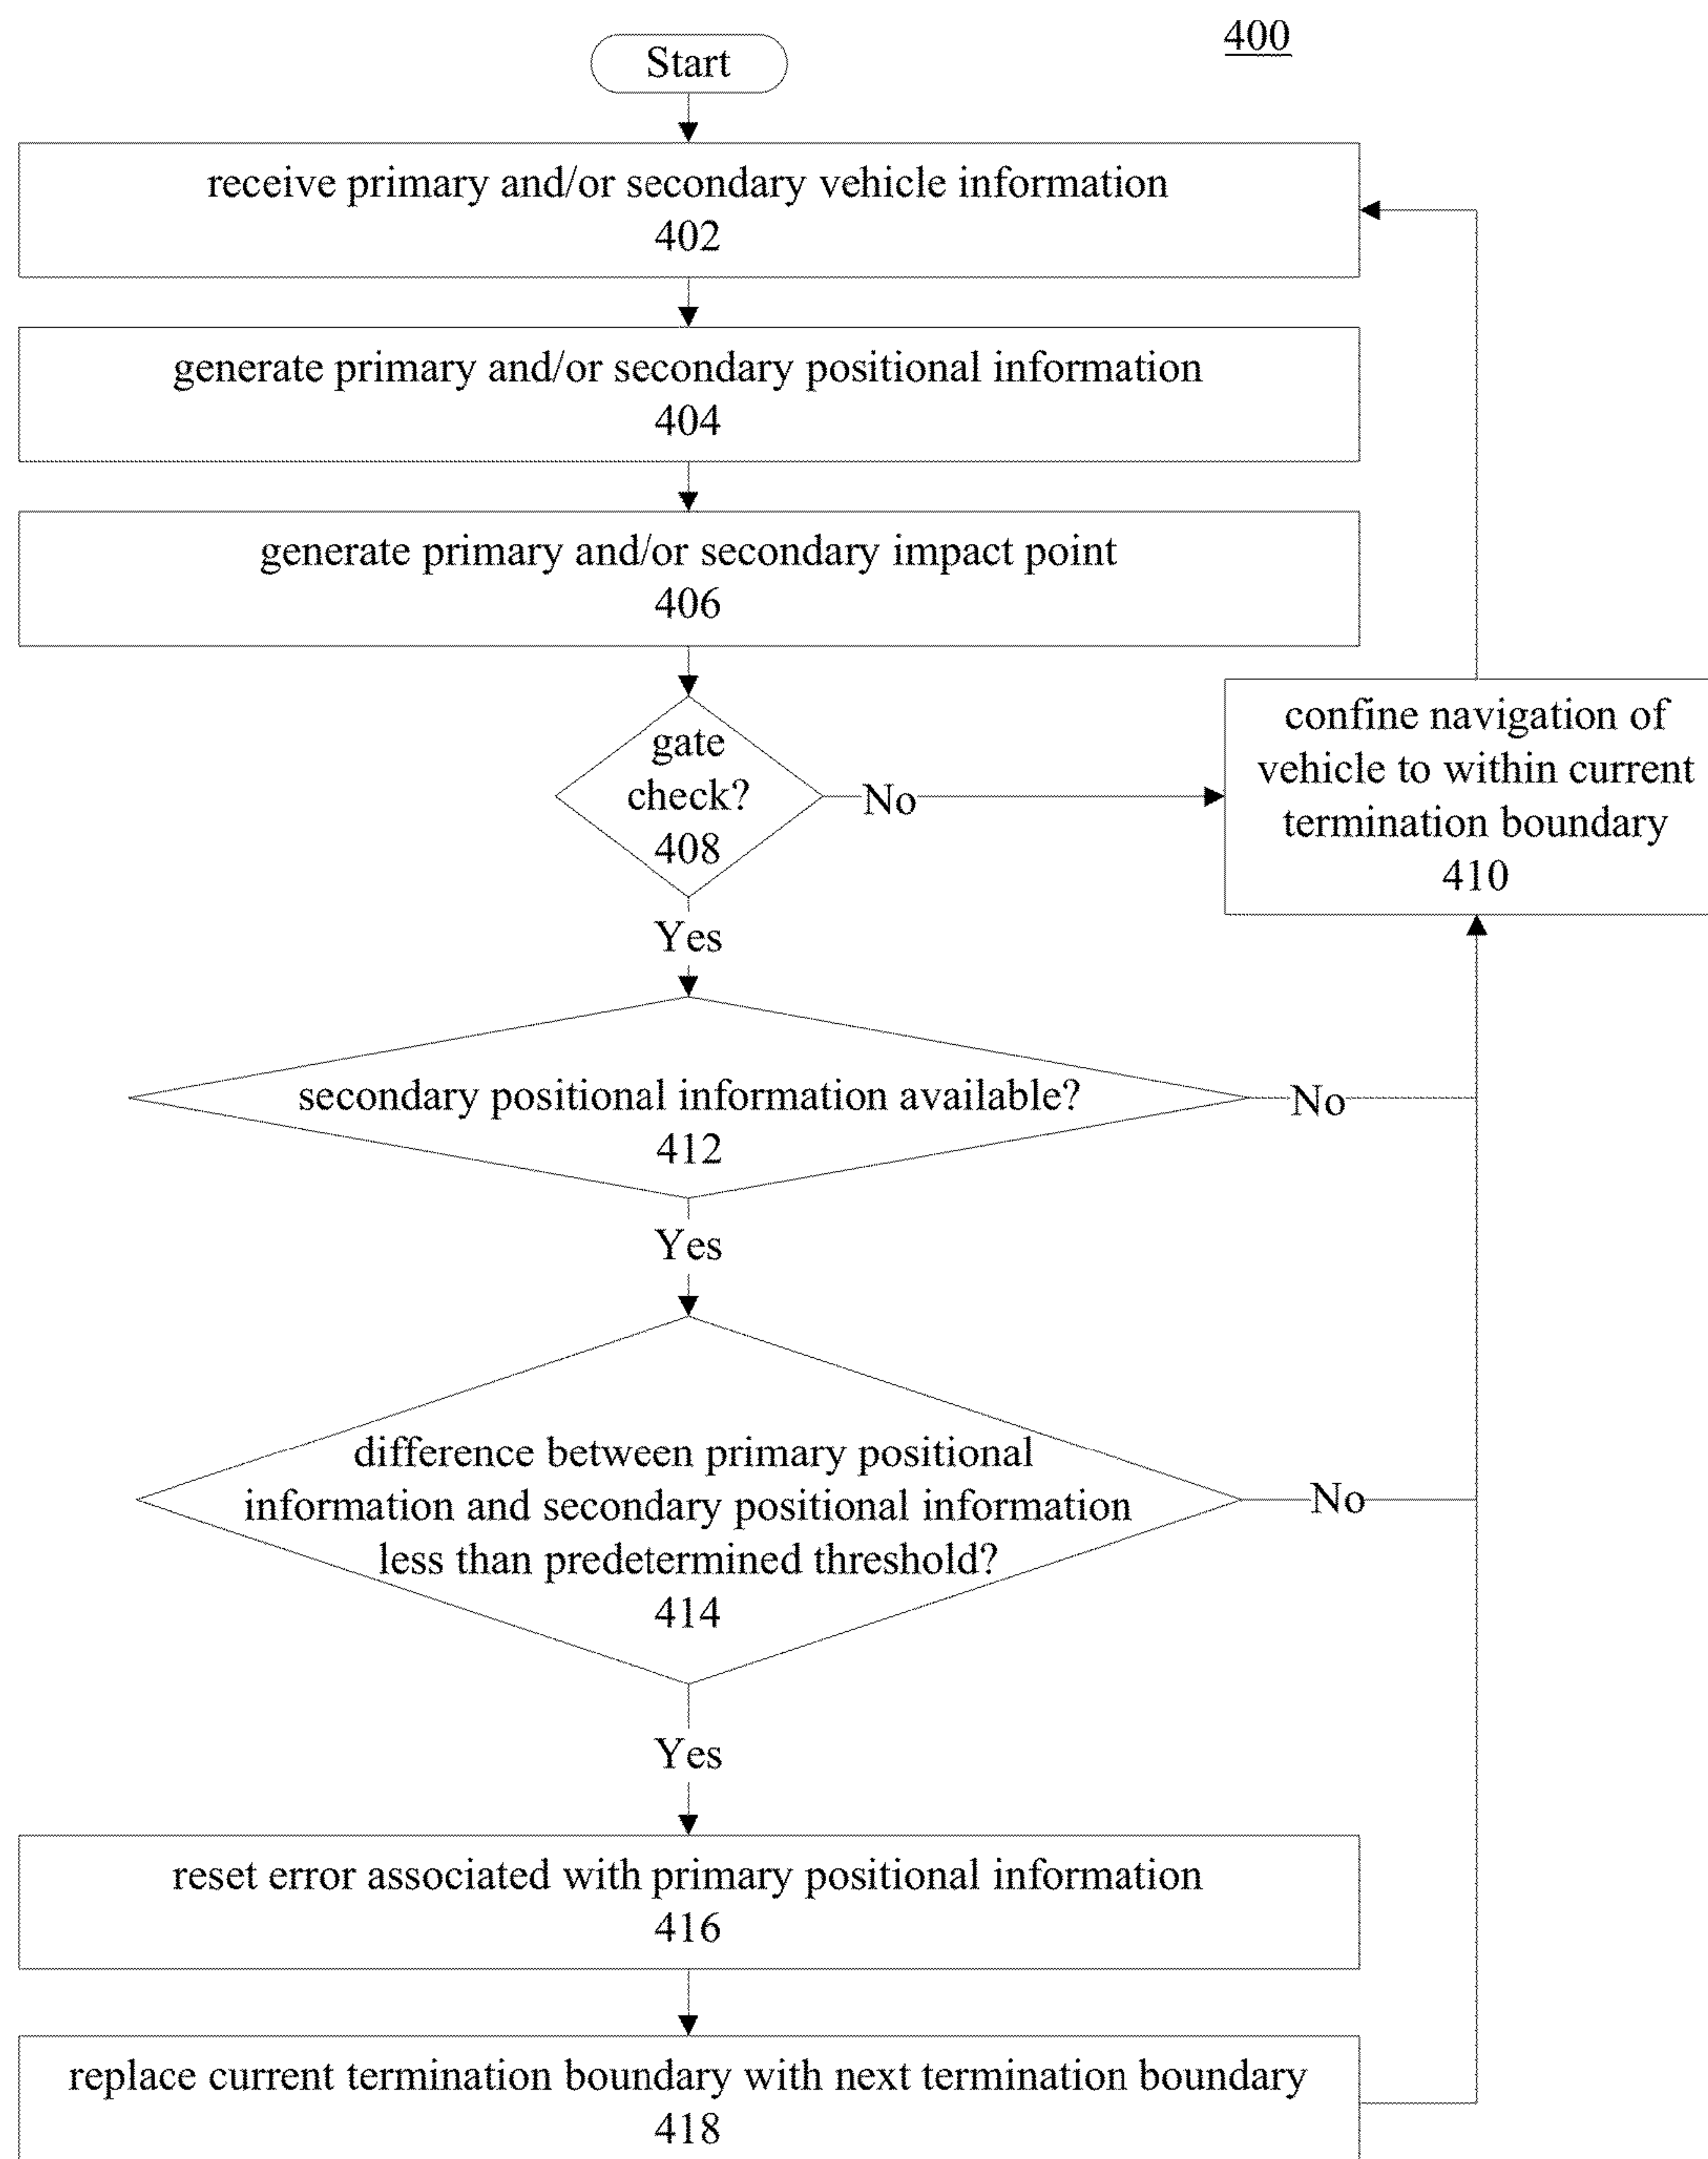 400
Start
receive primary and/or secondary vehicle information
402
generate primary and/or secondary positional information
404
generate primary and/or secondary impact point
406
gate
check?
408
No
confine navigation of
vehicle to within current
termination boundary
410
Yes
secondary positional information available?
412
No
Yes
difference between primary positional
information and secondary positional information
less than predetermined threshold?
414
No
Yes
reset error associated with primary positional information
416
replace current termination boundary with next termination boundary
418